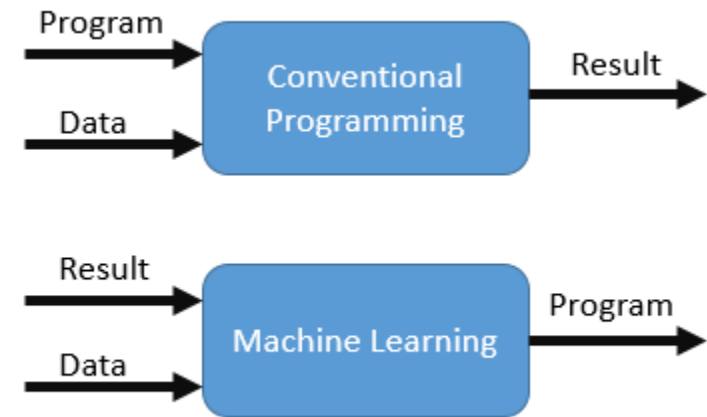 Program
Data
Conventional
Programming
Result
Result
Data
Machine Learning
Program